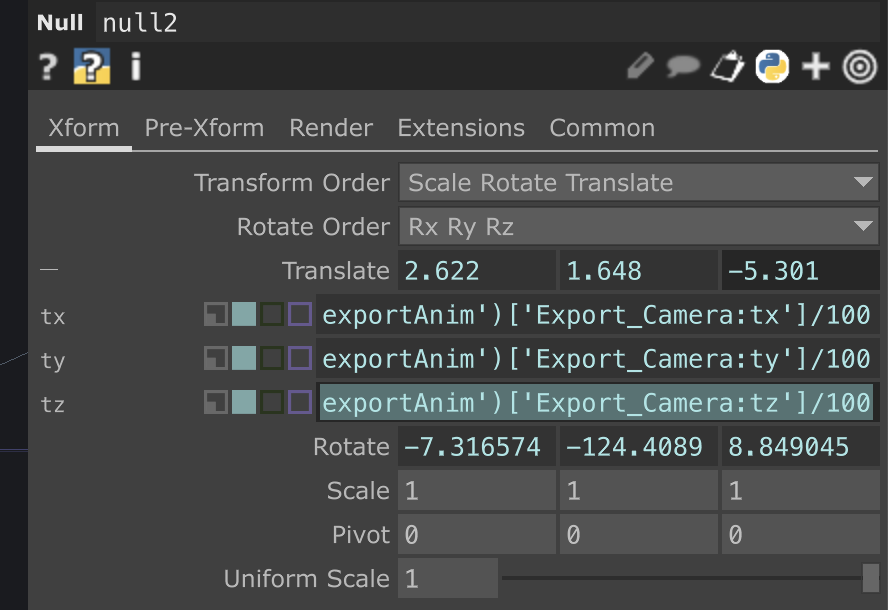 Null null2
? ? i
Xform Pre-Xform Render Extensions Common
Transform Order Scale Rotate Translate
Rotate Order Rx Ry Rz
Translate 2.622 1.648 -5.301
tx exportAnim')['Export_Camera:tx']/100
ty exportAnim')['Export_Camera:ty']/100
tz exportAnim')['Export_Camera:tz']/100
Rotate -7.316574 -124.4089 8.849045
Scale 1 1 1
Pivot 0 0 0
Uniform Scale 1